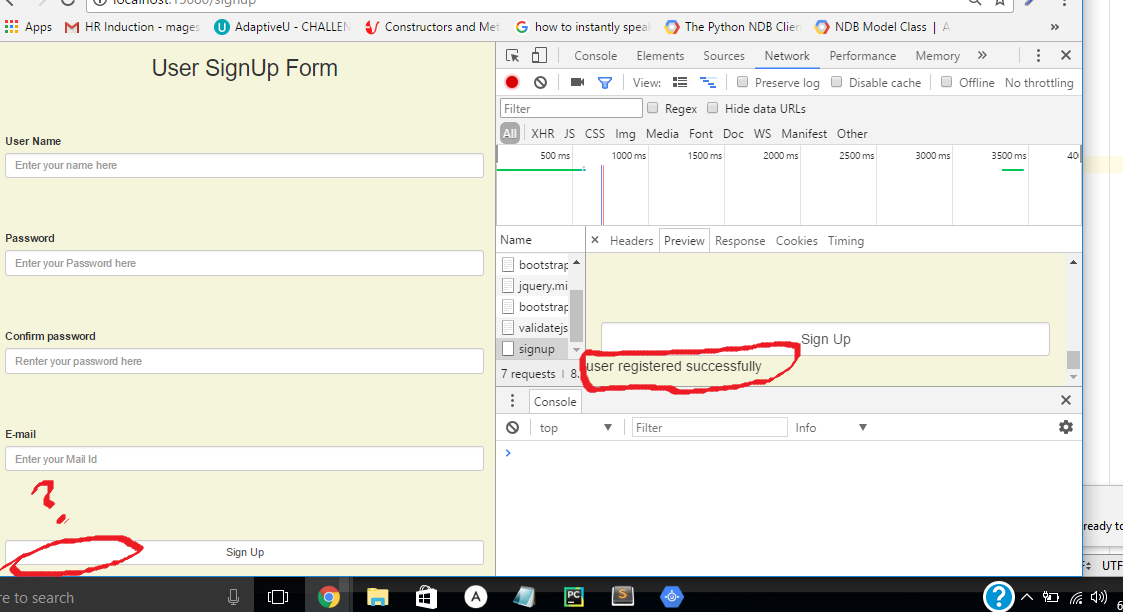 localhost:15080/signup
Apps HR Induction - mages AdaptiveU - CHALLEN Constructors and Met how to instantly speak The Python NDB Clien NDB Model Class | A »
User SignUp Form
User Name
Enter your name here
Password
Enter your Password here
Confirm password
Renter your password here
E-mail
Enter your Mail Id
?
Sign Up
Console Elements Sources Network Performance Memory »
View: Preserve log Disable cache Offline No throttling
Filter Regex Hide data URLs
All XHR JS CSS Img Media Font Doc WS Manifest Other
500 ms 1000 ms 1500 ms 2000 ms 2500 ms 3000 ms 3500 ms 40
Name × Headers Preview Response Cookies Timing
bootstrap
jquery.mi
bootstrap
validatejs
signup
7 requests | 8.
Sign Up
user registered successfully
Console
top Filter Info
ready to
UTF
re to search